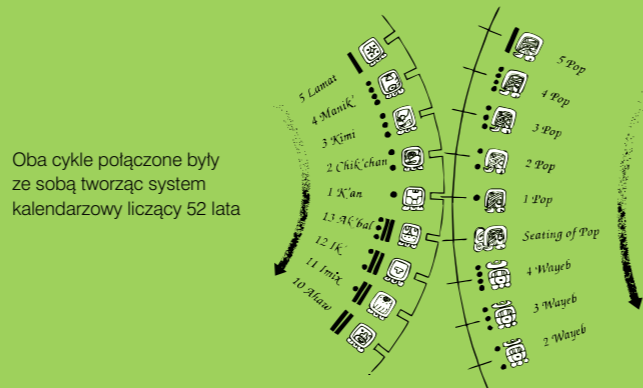 Oba cykle połączone były
ze sobą tworząc system
kalendarzowy liczący 52 lata
5 Lamat
4 Manik'
3 Kimi
2 Chik'chan
1 K'an
13 Ak'bal
12 Ik'
11 Imix
10 Ahaw
5 Pop
4 Pop
3 Pop
2 Pop
1 Pop
Seating of Pop
4 Wayeb
3 Wayeb
2 Wayeb